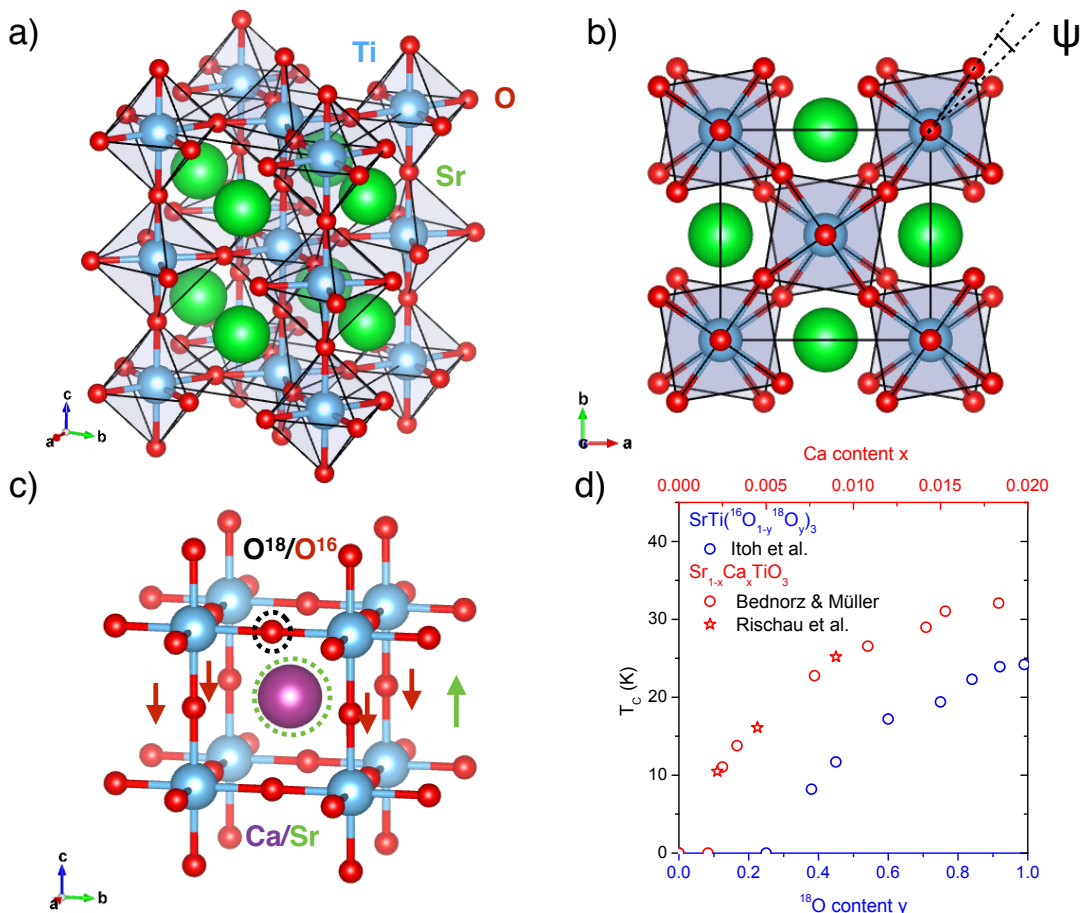 a)
Ti
O
Sr
c
a
b
b)
ψ
b
c
a
c)
O¹⁸/O¹⁶
Ca/Sr
c
a
b
d)
Ca content x
0.000 0.005 0.010 0.015 0.020
SrTi(¹⁶O₁₋ᵧ¹⁸Oᵧ)₃
Itoh et al.
Sr₁₋ₓCaₓTiO₃
Bednorz & Müller
Rischau et al.
T_C (K)
40
30
20
10
0
0.0 0.2 0.4 0.6 0.8 1.0
¹⁸O content y